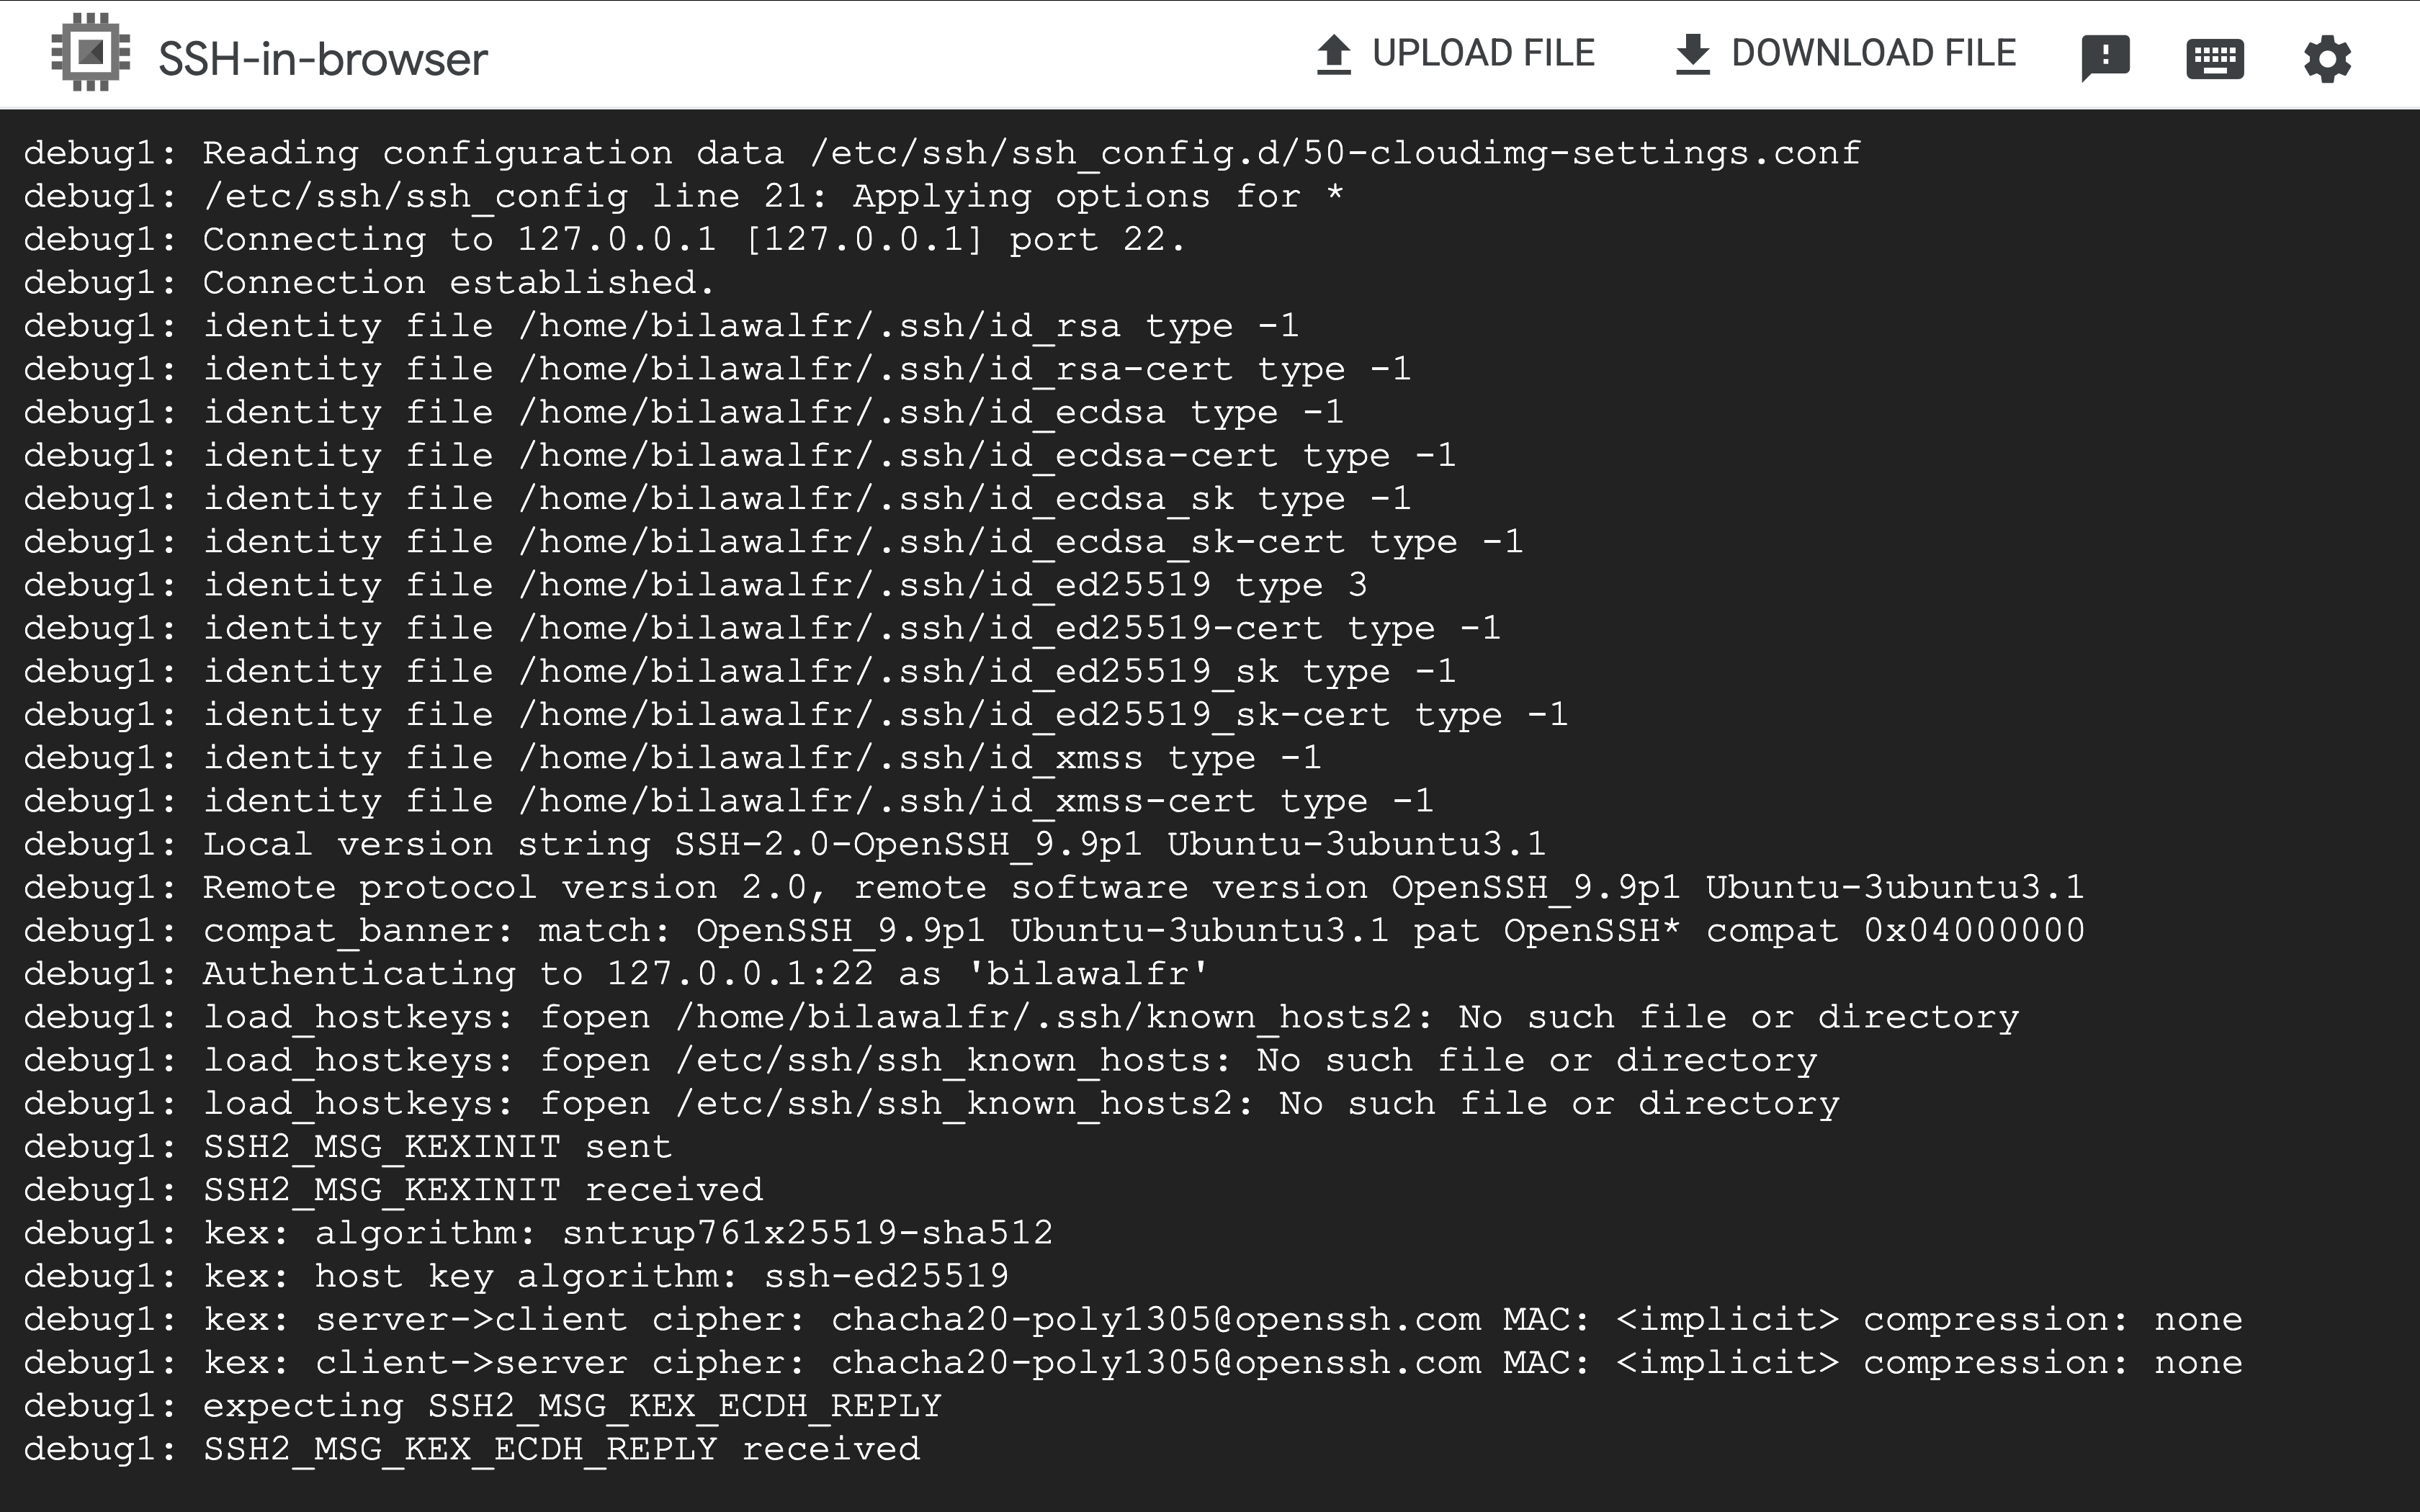 SSH-in-browser
UPLOAD FILE
DOWNLOAD FILE
debug1: Reading configuration data /etc/ssh/ssh_config.d/50-cloudimg-settings.conf
debug1: /etc/ssh/ssh_config line 21: Applying options for *
debug1: Connecting to 127.0.0.1 [127.0.0.1] port 22.
debug1: Connection established.
debug1: identity file /home/bilawalfr/.ssh/id_rsa type -1
debug1: identity file /home/bilawalfr/.ssh/id_rsa-cert type -1
debug1: identity file /home/bilawalfr/.ssh/id_ecdsa type -1
debug1: identity file /home/bilawalfr/.ssh/id_ecdsa-cert type -1
debug1: identity file /home/bilawalfr/.ssh/id_ecdsa_sk type -1
debug1: identity file /home/bilawalfr/.ssh/id_ecdsa_sk-cert type -1
debug1: identity file /home/bilawalfr/.ssh/id_ed25519 type 3
debug1: identity file /home/bilawalfr/.ssh/id_ed25519-cert type -1
debug1: identity file /home/bilawalfr/.ssh/id_ed25519_sk type -1
debug1: identity file /home/bilawalfr/.ssh/id_ed25519_sk-cert type -1
debug1: identity file /home/bilawalfr/.ssh/id_xmss type -1
debug1: identity file /home/bilawalfr/.ssh/id_xmss-cert type -1
debug1: Local version string SSH-2.0-OpenSSH_9.9p1 Ubuntu-3ubuntu3.1
debug1: Remote protocol version 2.0, remote software version OpenSSH_9.9p1 Ubuntu-3ubuntu3.1
debug1: compat_banner: match: OpenSSH_9.9p1 Ubuntu-3ubuntu3.1 pat OpenSSH* compat 0x04000000
debug1: Authenticating to 127.0.0.1:22 as 'bilawalfr'
debug1: load_hostkeys: fopen /home/bilawalfr/.ssh/known_hosts2: No such file or directory
debug1: load_hostkeys: fopen /etc/ssh/ssh_known_hosts: No such file or directory
debug1: load_hostkeys: fopen /etc/ssh/ssh_known_hosts2: No such file or directory
debug1: SSH2_MSG_KEXINIT sent
debug1: SSH2_MSG_KEXINIT received
debug1: kex: algorithm: sntrup761x25519-sha512
debug1: kex: host key algorithm: ssh-ed25519
debug1: kex: server->client cipher: chacha20-poly1305@openssh.com MAC: <implicit> compression: none
debug1: kex: client->server cipher: chacha20-poly1305@openssh.com MAC: <implicit> compression: none
debug1: expecting SSH2_MSG_KEX_ECDH_REPLY
debug1: SSH2_MSG_KEX_ECDH_REPLY received